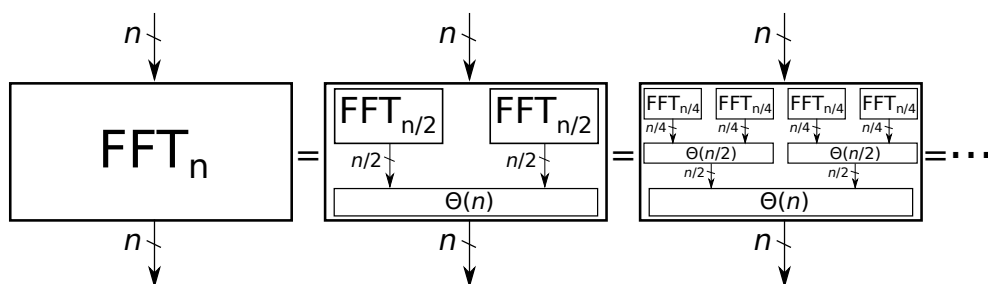 n n n
FFTn = FFTn/2 FFTn/2 = FFTn/4 FFTn/4 FFTn/4 FFTn/4 = ...
n/4 n/4 n/4 n/4
Θ(n/2) Θ(n/2)
n/2 n/2 n/2 n/2
Θ(n) Θ(n)
n n n